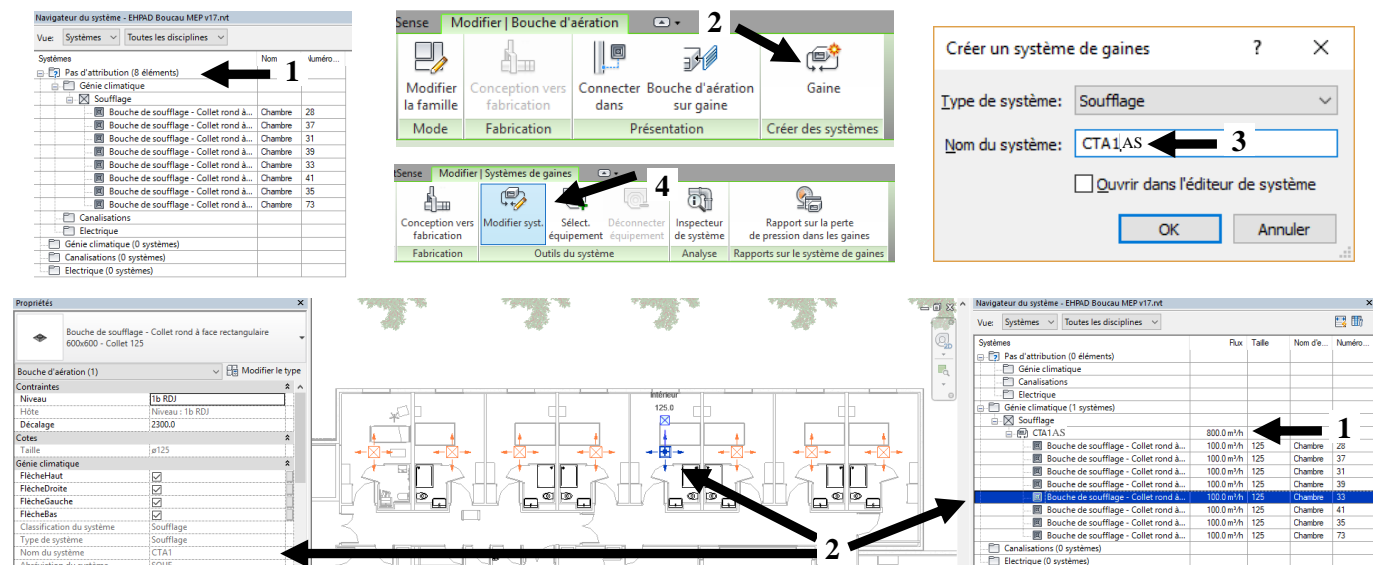 Navigateur du système - EHPAD Boucau MEP v17.rvt
Vue: Systèmes Toutes les disciplines
Systèmes Nom Numéro...
Pas d'attribution (8 éléments) 1
Génie climatique
Soufflage
Bouche de soufflage - Collet rond à... Chambre 28
Bouche de soufflage - Collet rond à... Chambre 37
Bouche de soufflage - Collet rond à... Chambre 31
Bouche de soufflage - Collet rond à... Chambre 39
Bouche de soufflage - Collet rond à... Chambre 33
Bouche de soufflage - Collet rond à... Chambre 41
Bouche de soufflage - Collet rond à... Chambre 35
Bouche de soufflage - Collet rond à... Chambre 73
Canalisations
Electrique
Génie climatique (0 systèmes)
Canalisations (0 systèmes)
Electrique (0 systèmes)
Sense Modifier | Bouche d'aération 2
Modifier la famille
Conception vers fabrication
Connecter dans
Bouche d'aération sur gaine
Gaine
Mode Fabrication Présentation Créer des systèmes
tSense Modifier | Systèmes de gaines 4
Conception vers fabrication
Modifier syst.
Sélect. équipement
Déconnecter équipement
Inspecteur de système
Rapport sur la perte de pression dans les gaines
Fabrication Outils du système Analyse Rapports sur le système de gaines
Créer un système de gaines ? X
Type de système: Soufflage
Nom du système: CTA1AS 3
Ouvrir dans l'éditeur de système
OK Annuler
Propriétés
Bouche de soufflage - Collet rond à face rectangulaire
600x600 - Collet 125
Bouche d'aération (1) Modifier le type
Contraintes
Niveau 1b RDJ
Hôte Niveau : 1b RDJ
Décalage 2300.0
Cotes
Taille ø125
Génie climatique
FlècheHaut
FlècheDroite
FlècheGauche
FlècheBas
Classification du système Soufflage
Type de système Soufflage
Nom du système CTA1
Abréviation du système SOUF
Intérieur
125.0
2
2D
Navigateur du système - EHPAD Boucau MEP v17.rvt
Vue: Systèmes Toutes les disciplines
Systèmes Flux Taille Nom d'e... Numéro...
Pas d'attribution (0 éléments)
Génie climatique
Canalisations
Electrique
Génie climatique (1 systèmes)
Soufflage
CTA1AS 800.0 m³/h 1
Bouche de soufflage - Collet rond à... 100.0 m³/h 125 Chambre 28
Bouche de soufflage - Collet rond à... 100.0 m³/h 125 Chambre 37
Bouche de soufflage - Collet rond à... 100.0 m³/h 125 Chambre 31
Bouche de soufflage - Collet rond à... 100.0 m³/h 125 Chambre 39
Bouche de soufflage - Collet rond à... 100.0 m³/h 125 Chambre 33
Bouche de soufflage - Collet rond à... 100.0 m³/h 125 Chambre 41
Bouche de soufflage - Collet rond à... 100.0 m³/h 125 Chambre 35
Bouche de soufflage - Collet rond à... 100.0 m³/h 125 Chambre 73
Canalisations (0 systèmes)
Electrique (0 systèmes)